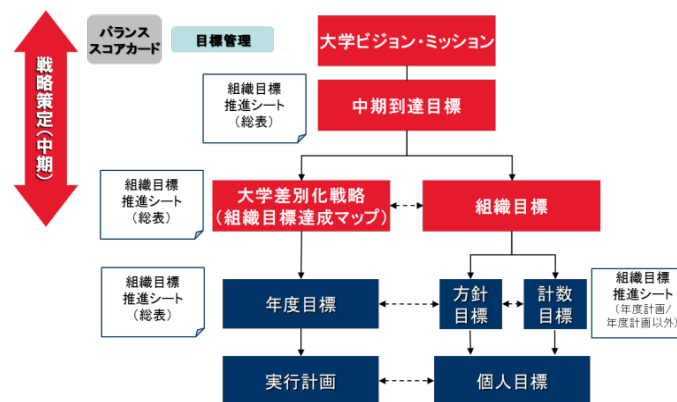 バランス
スコアカード
目標管理
大学ビジョン・ミッション
戦略策定(中期)
組織目標
推進シート
(総表)
中期到達目標
組織目標
推進シート
(総表)
大学差別化戦略
(組織目標達成マップ)
組織目標
組織目標
推進シート
(総表)
年度目標
方針
目標
計数
目標
組織目標
推進シート
(年度計画/
年度計画以外)
実行計画
個人目標